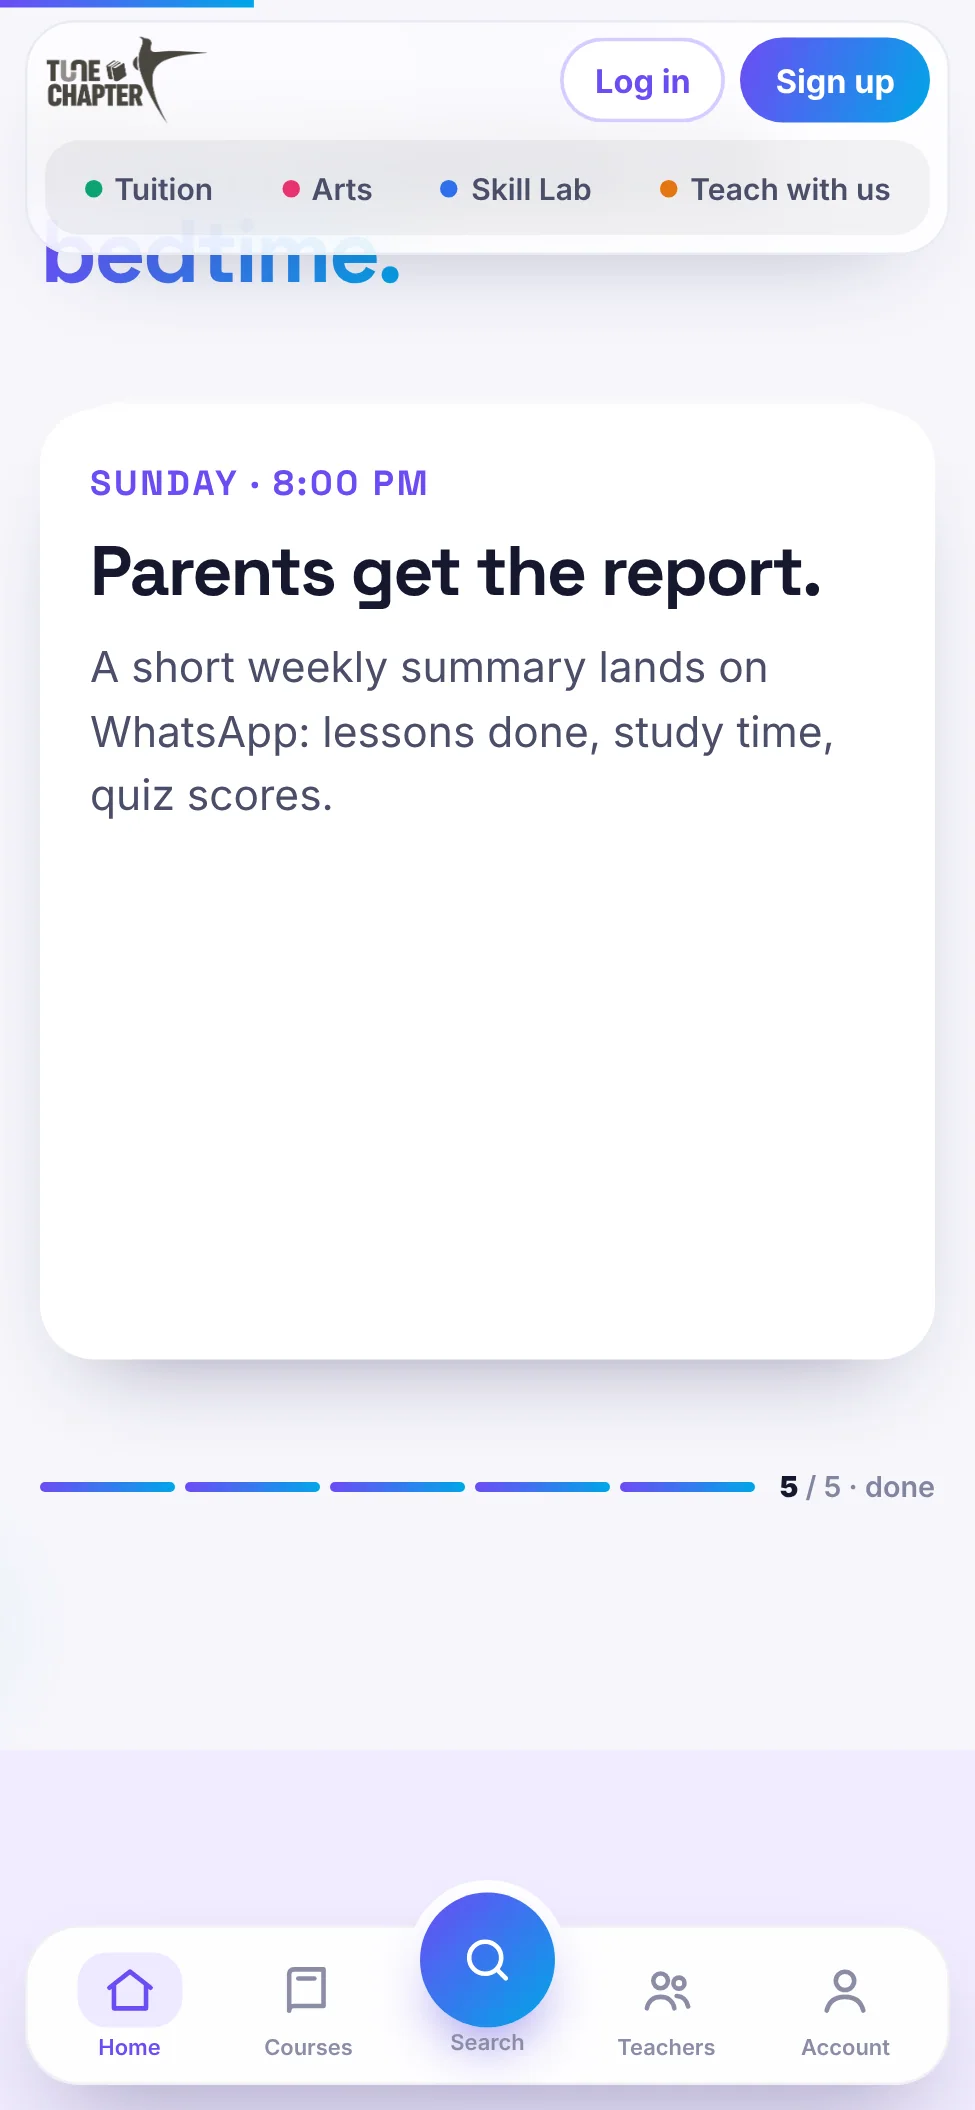 TUNE
CHAPTER
Log in
Sign up
Tuition
Arts
Skill Lab
Teach with us
bedtime.
SUNDAY · 8:00 PM
Parents get the report.
A short weekly summary lands on
WhatsApp: lessons done, study time,
quiz scores.
5 / 5 · done
Home
Courses
Search
Teachers
Account